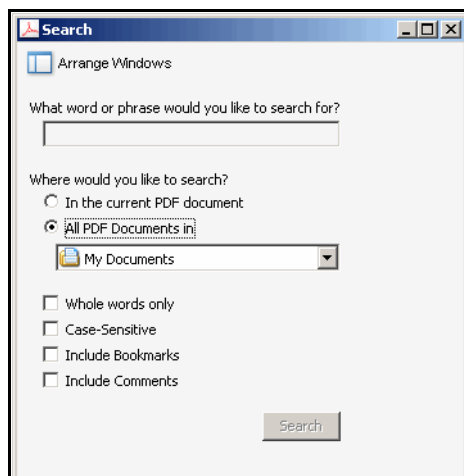 Search
Arrange Windows
What word or phrase would you like to search for?
Where would you like to search?
In the current PDF document
All PDF Documents in
My Documents
Whole words only
Case-Sensitive
Include Bookmarks
Include Comments
Search